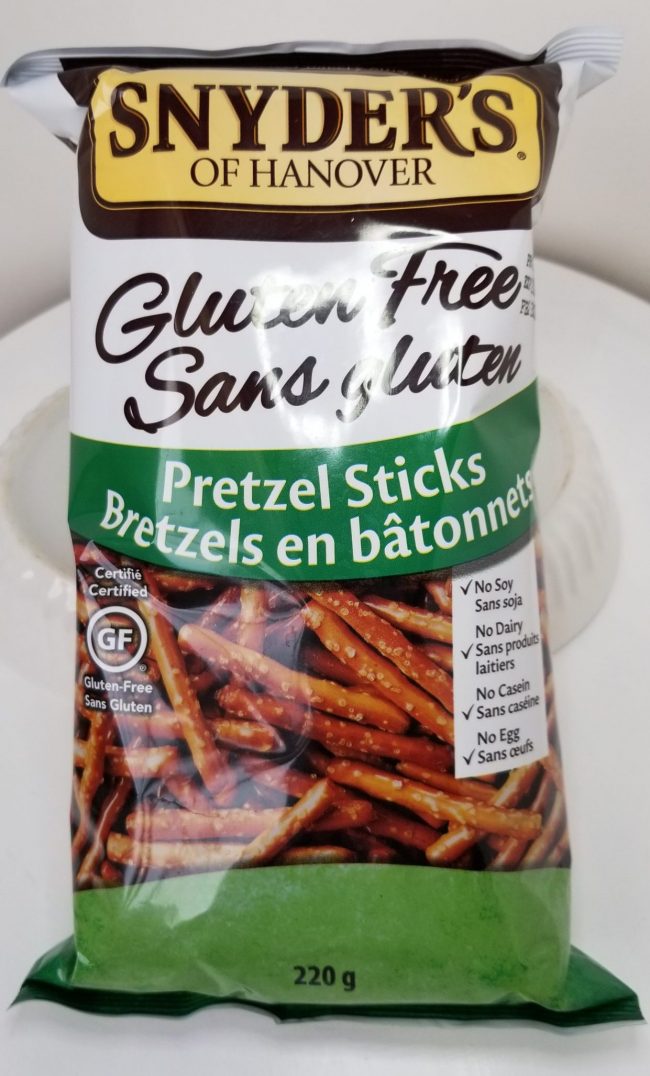 SNYDER'S
OF HANOVER
Gluten Free
Sans gluten
Pretzel Sticks
Bretzels en bâtonnets
Certifié
Certified
GF
Gluten-Free
Sans Gluten
✓No Soy
Sans soja
No Dairy
✓Sans produits
laitiers
No Casein
✓Sans caséine
No Egg
✓Sans œufs
220 g